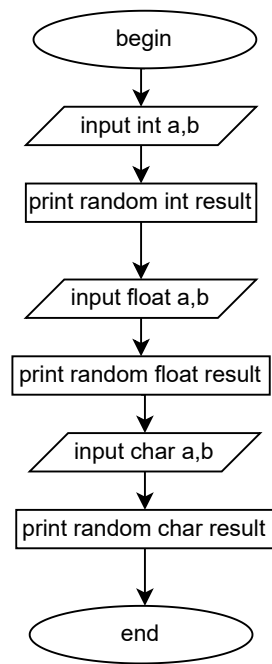 begin
input int a,b
print random int result
input float a,b
print random float result
input char a,b
print random char result
end